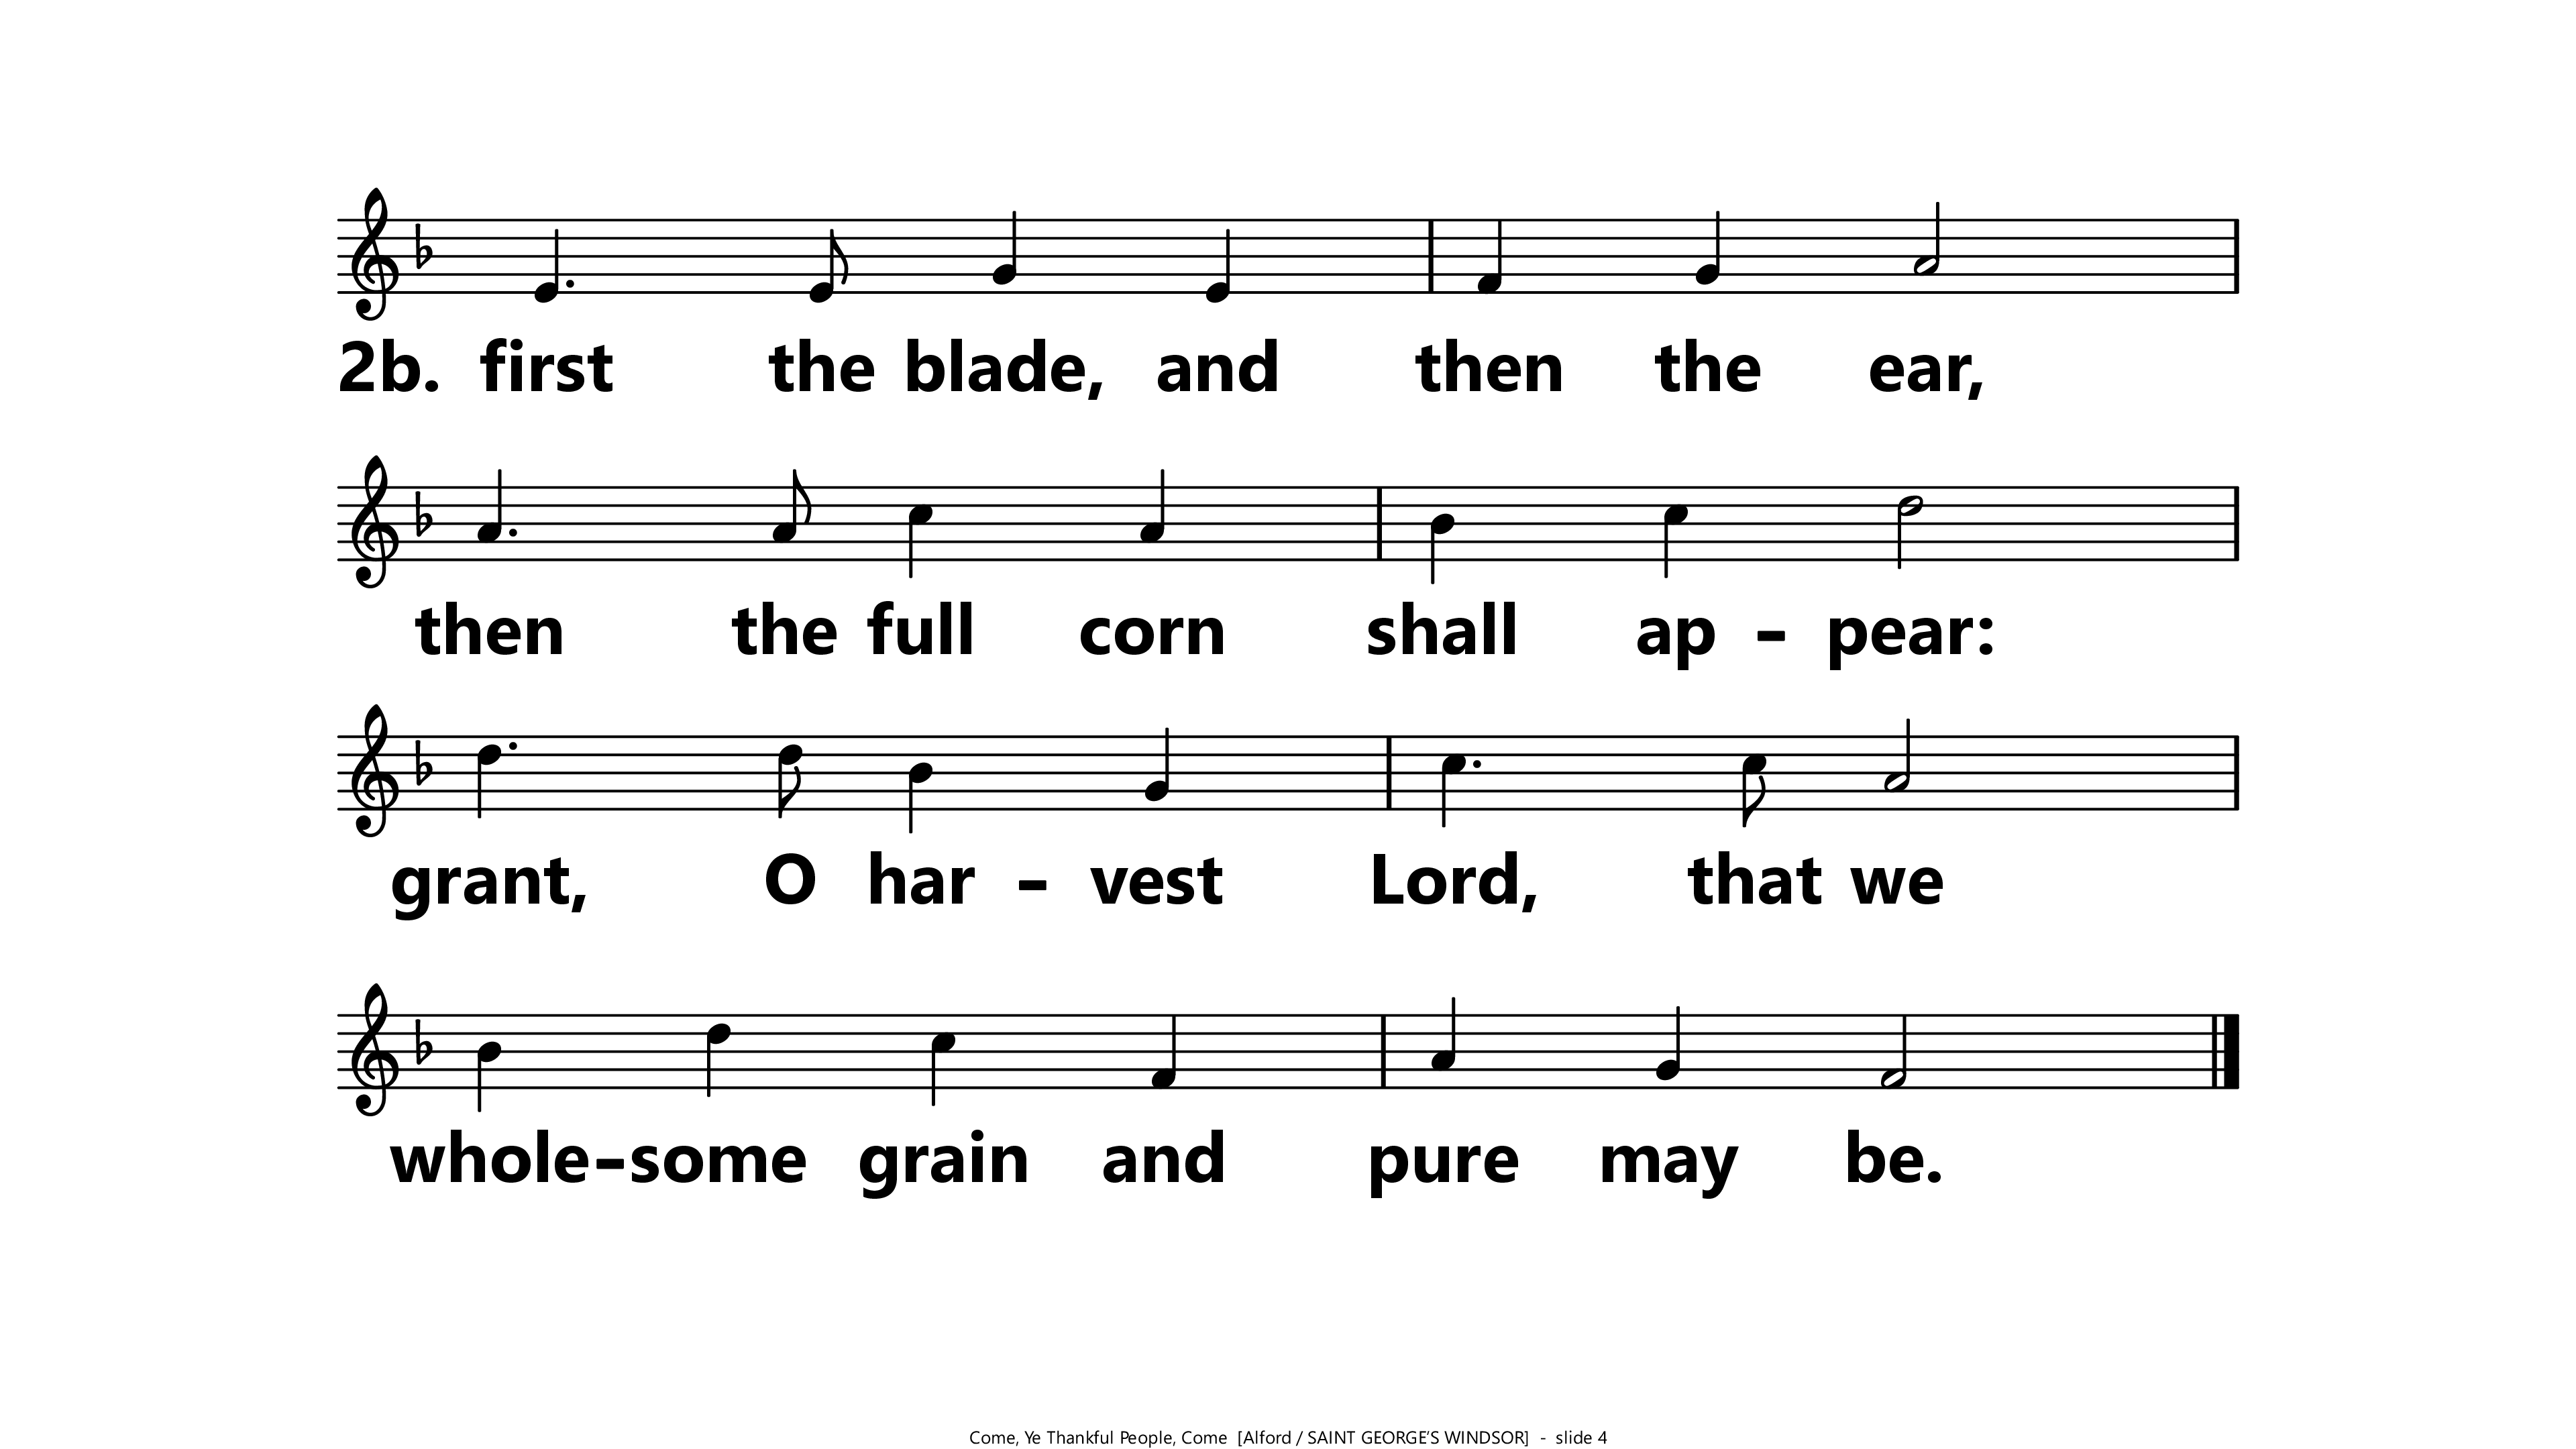 2b. first the blade, and then the ear,
then the full corn shall ap - pear:
grant, O har - vest Lord, that we
whole-some grain and pure may be.
Come, Ye Thankful People, Come [Alford / SAINT GEORGE'S WINDSOR] - slide 4